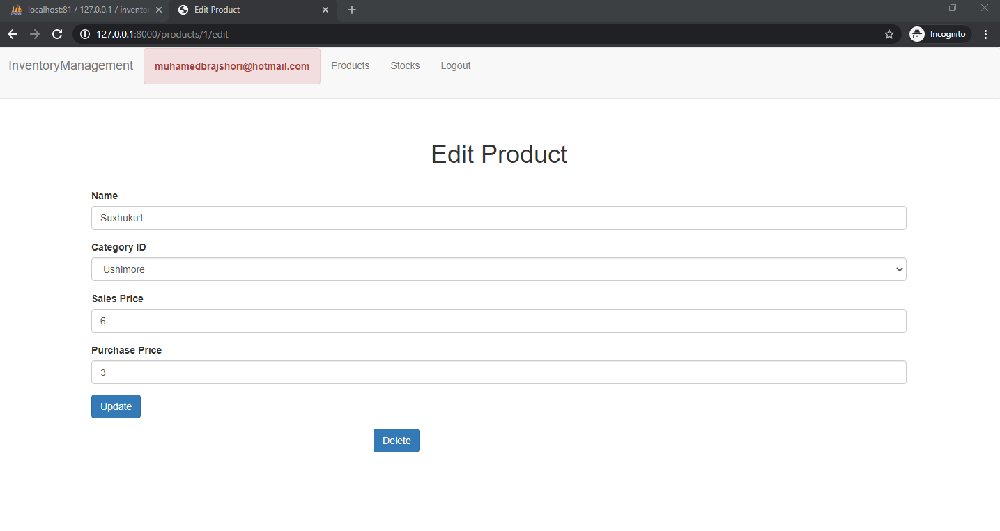 localhost:81 / 127.0.0.1 / invento
Edit Product
127.0.0.1:8000/products/1/edit
Incognito
InventoryManagement muhamedbrajshori@hotmail.com Products Stocks Logout
Edit Product
Name
Suxhuku1
Category ID
Ushimore
Sales Price
6
Purchase Price
3
Update
Delete